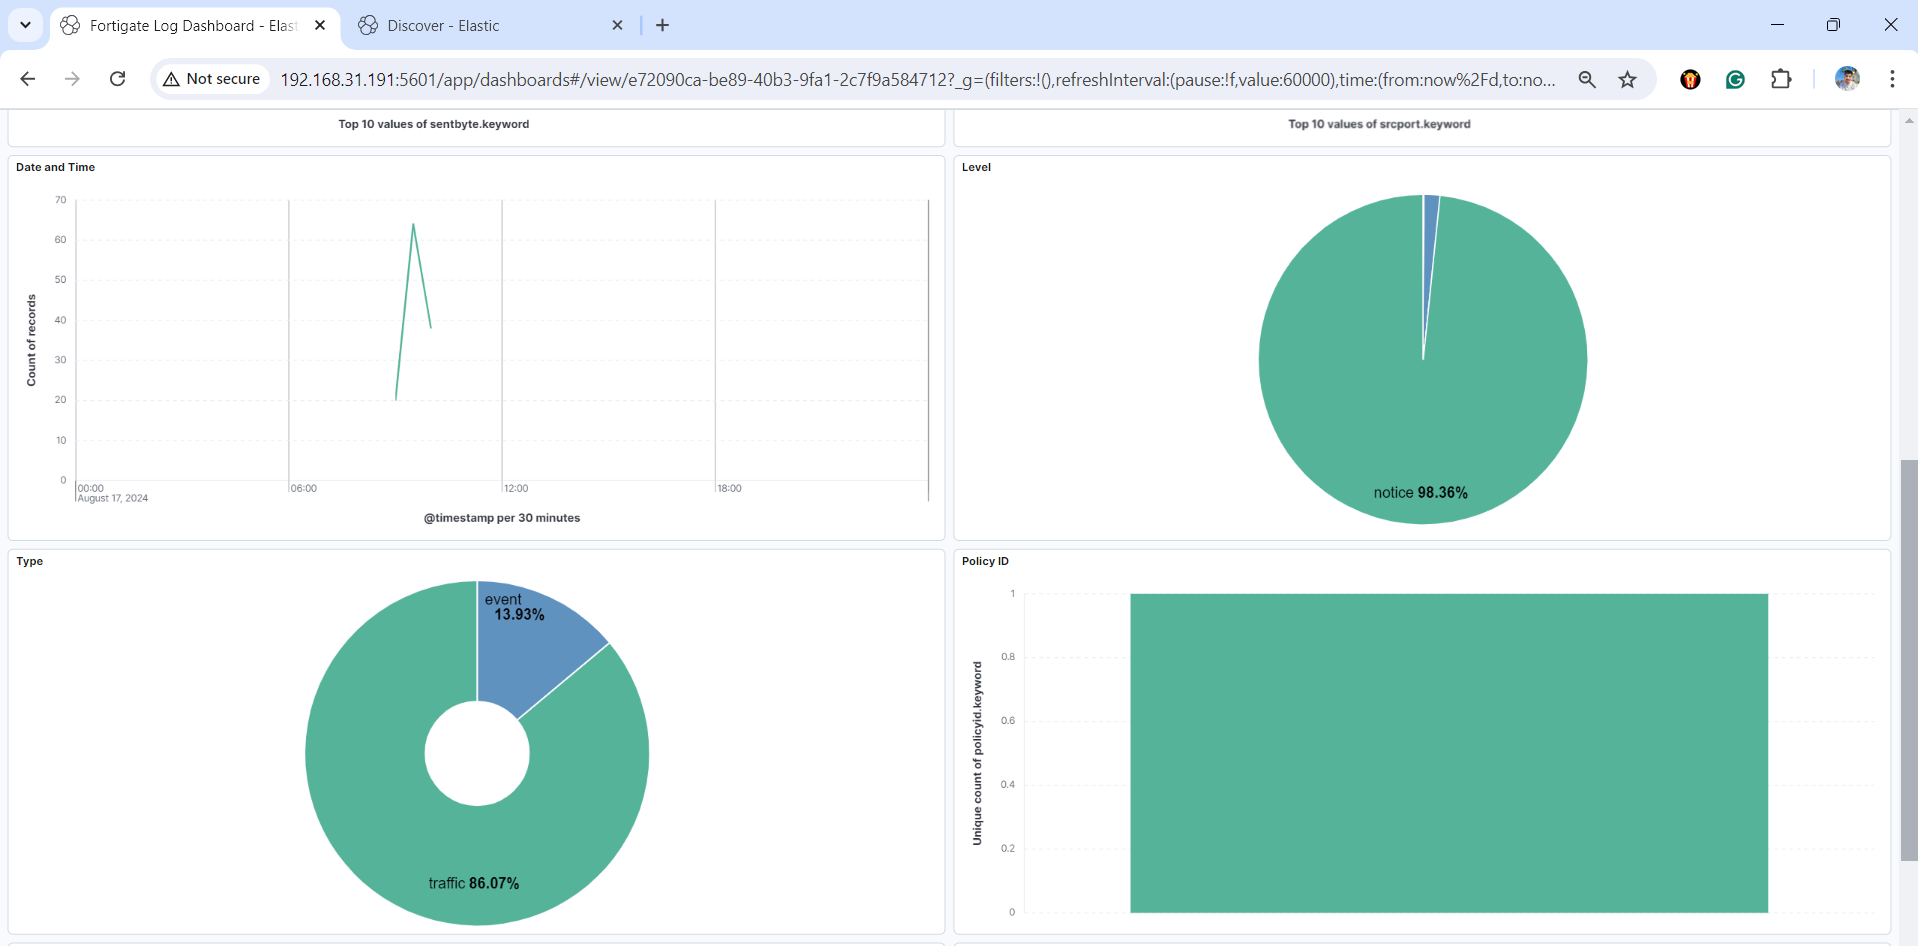 Fortigate Log Dashboard - Elast
Discover - Elastic
Not secure
192.168.31.191:5601/app/dashboards#/view/e72090ca-be89-40b3-9fa1-2c7f9a584712?_g=(filters:!(),refreshInterval:(pause:!f,value:60000),time:(from:now%2Fd,to:no...
Top 10 values of sentbyte.keyword
Top 10 values of srcport.keyword
Date and Time
70
60
50
40
30
20
10
0
Count of records
00:00
06:00
12:00
18:00
August 17, 2024
@timestamp per 30 minutes
Level
notice 98.36%
Type
event
13.93%
traffic 86.07%
Policy ID
1
0.8
0.6
0.4
0.2
0
Unique count of policyid.keyword